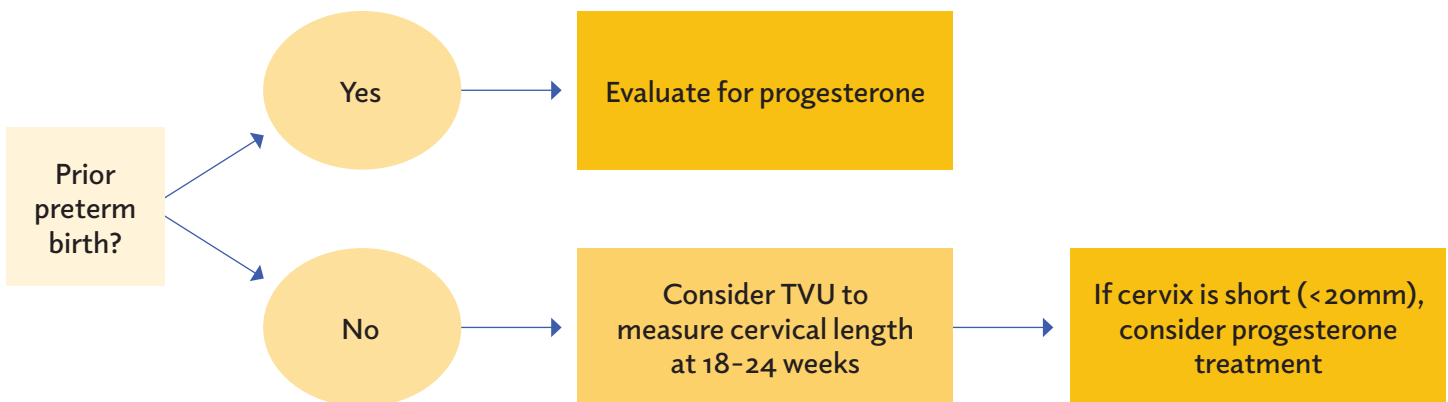 Prior
preterm
birth?
Yes
Evaluate for progesterone
No
Consider TVU to
measure cervical length
at 18-24 weeks
If cervix is short (<20mm),
consider progesterone
treatment